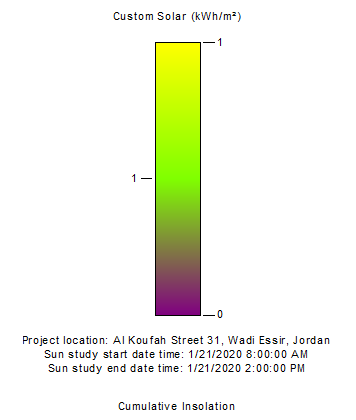 Custom Solar (kWh/m²)
1
1
0
Project location: Al Koufah Street 31, Wadi Essir, Jordan
Sun study start date time: 1/21/2020 8:00:00 AM
Sun study end date time: 1/21/2020 2:00:00 PM
Cumulative Insolation